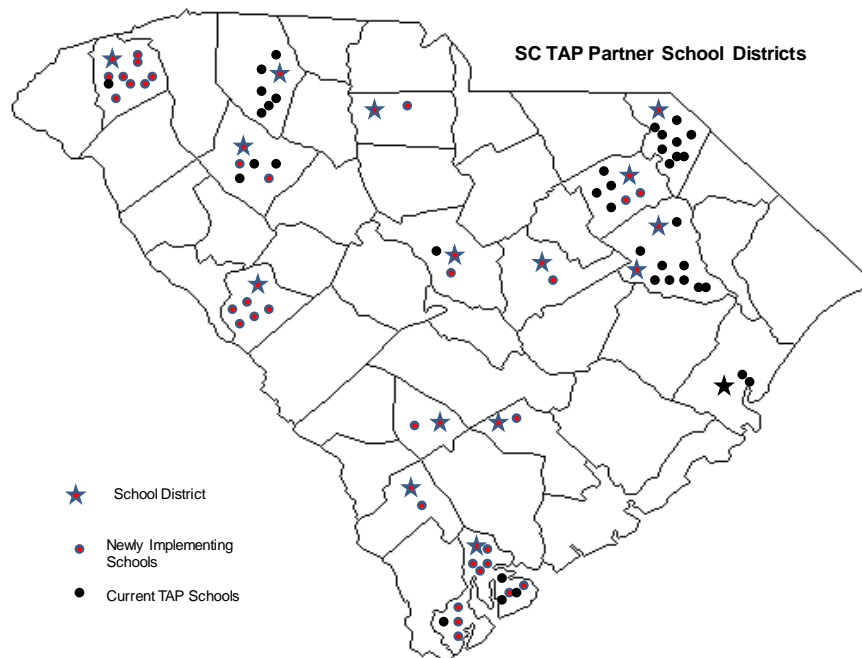 SC TAP Partner School Districts
School District
Newly Implementing
Schools
Current TAP Schools